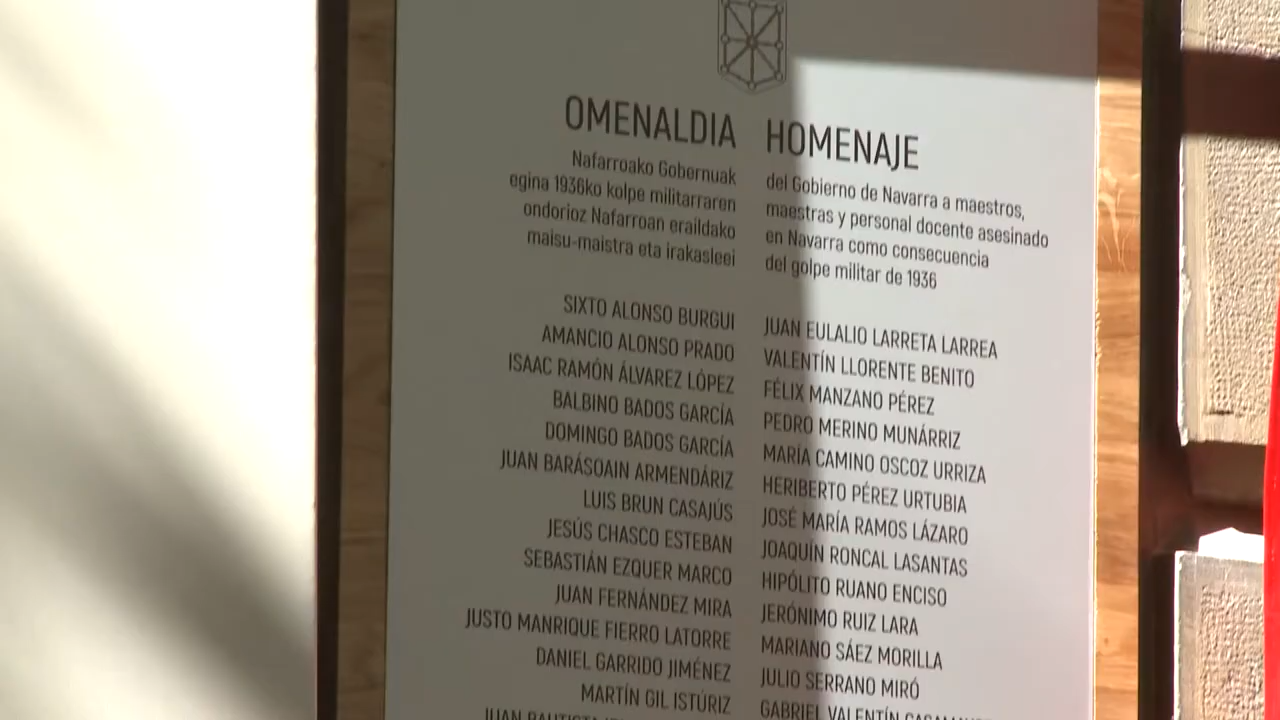 OMENALDIA
Nafarroako Gobernuak
egina 1936ko kolpe militarraren
ondorioz Nafarroan eraildako
maisu-maistra eta irakasleei
SIXTO ALONSO BURGUI
AMANCIO ALONSO PRADO
ISAAC RAMÓN ÁLVAREZ LÓPEZ
BALBINO BADOS GARCÍA
DOMINGO BADOS GARCÍA
JUAN BARÁSOAIN ARMENDÁRIZ
LUIS BRUN CASAJÚS
JESÚS CHASCO ESTEBAN
SEBASTIÁN EZQUER MARCO
JUAN FERNÁNDEZ MIRA
JUSTO MANRIQUE FIERRO LATORRE
DANIEL GARRIDO JIMÉNEZ
MARTÍN GIL ISTÚRIZ
JUAN BAUTISTA
HOMENAJE
del Gobierno de Navarra a maestros,
maestras y personal docente asesinado
en Navarra como consecuencia
del golpe militar de 1936
JUAN EULALIO LARRETA LARREA
VALENTÍN LLORENTE BENITO
FÉLIX MANZANO PÉREZ
PEDRO MERINO MUNÁRRIZ
MARÍA CAMINO OSCOZ URRIZA
HERIBERTO PÉREZ URTUBIA
JOSÉ MARÍA RAMOS LÁZARO
JOAQUÍN RONCAL LASANTAS
HIPÓLITO RUANO ENCISO
JERÓNIMO RUIZ LARA
MARIANO SÁEZ MORILLA
JULIO SERRANO MIRÓ
GABRIEL VALENTÍN